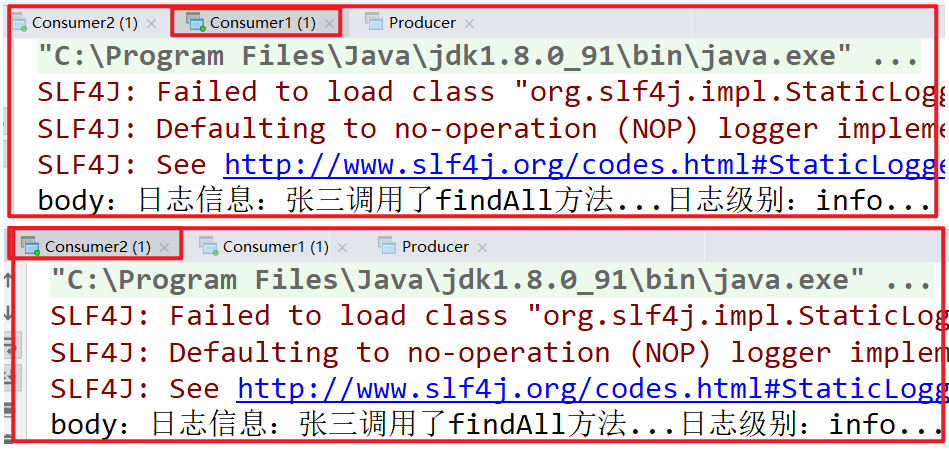 Consumer2 (1) × Consumer1 (1) × Producer ×
"C:\Program Files\Java\jdk1.8.0_91\bin\java.exe" ...
SLF4J: Failed to load class "org.slf4j.impl.StaticLogg
SLF4J: Defaulting to no-operation (NOP) logger impleme
SLF4J: See http://www.slf4j.org/codes.html#StaticLogge
body：日志信息：张三调用了findAll方法...日志级别：info...
Consumer2 (1) × Consumer1 (1) × Producer ×
"C:\Program Files\Java\jdk1.8.0_91\bin\java.exe" ...
SLF4J: Failed to load class "org.slf4j.impl.StaticLog
SLF4J: Defaulting to no-operation (NOP) logger implem
SLF4J: See http://www.slf4j.org/codes.html#StaticLogg
body：日志信息：张三调用了findAll方法...日志级别：info...